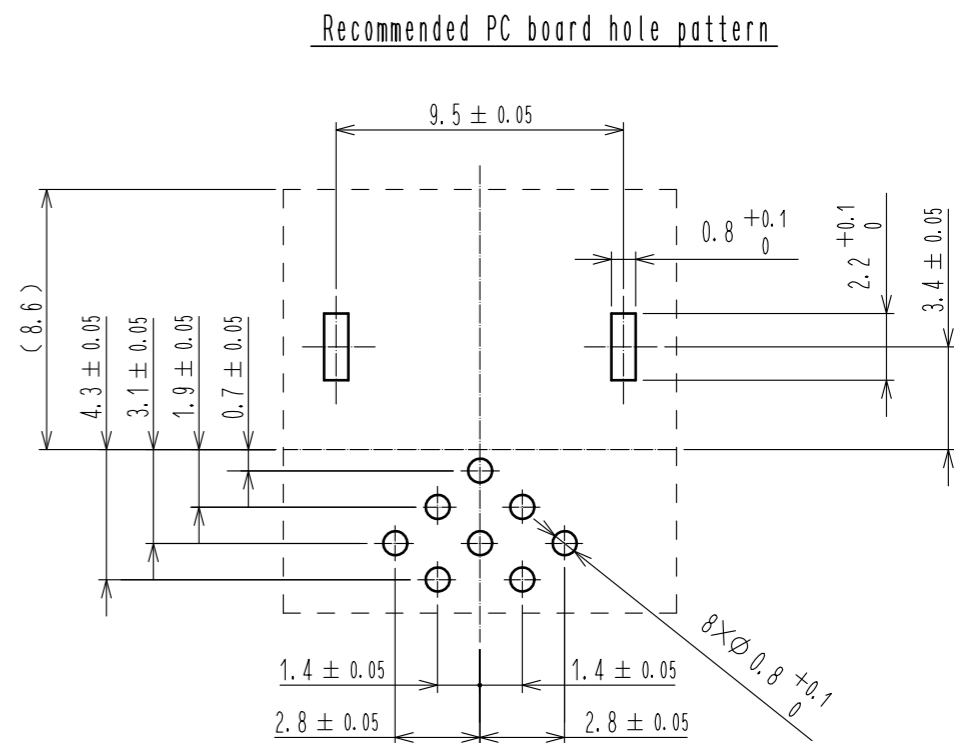 Recommended PC board hole pattern
9.5 ± 0.05
0.8 +0.1 0
2.2 +0.1 0
3.4 ± 0.05
(8.6)
4.3 ± 0.05
3.1 ± 0.05
1.9 ± 0.05
0.7 ± 0.05
8×Ø0.8 +0.1 0
1.4 ± 0.05
1.4 ± 0.05
2.8 ± 0.05
2.8 ± 0.05